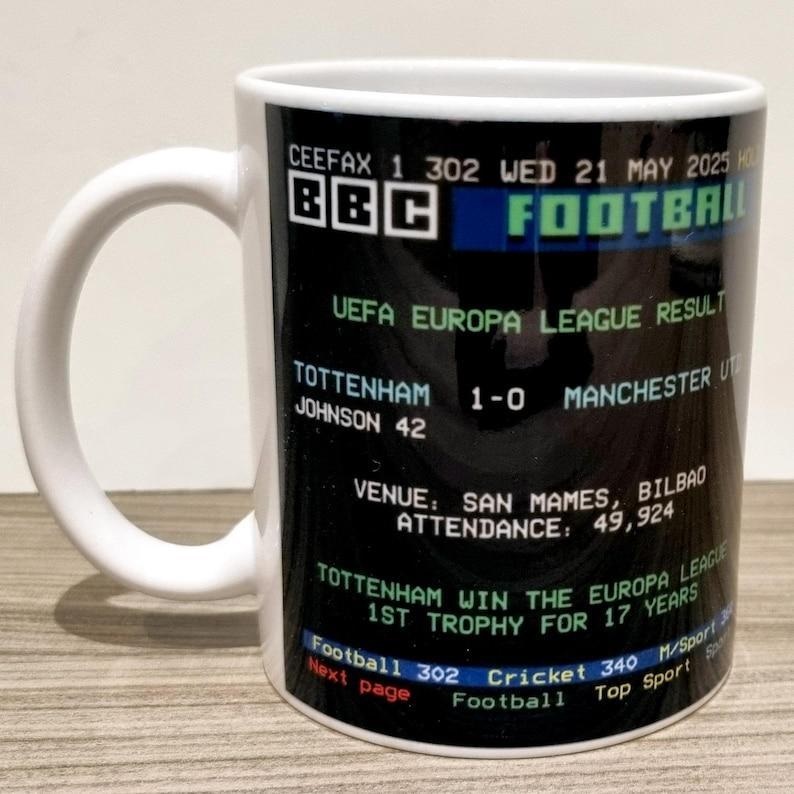 CEEFAX 1 302 WED 21 MAY 2025
BBC FOOTBALL
UEFA EUROPA LEAGUE RESULT
TOTTENHAM 1-0 MANCHESTER UTD
JOHNSON 42
VENUE: SAN MAMES, BILBAO
ATTENDANCE: 49,924
TOTTENHAM WIN THE EUROPA LEAGUE
1ST TROPHY FOR 17 YEARS
Football 302 Cricket 340 M/Sport
Next page Football Top Sport